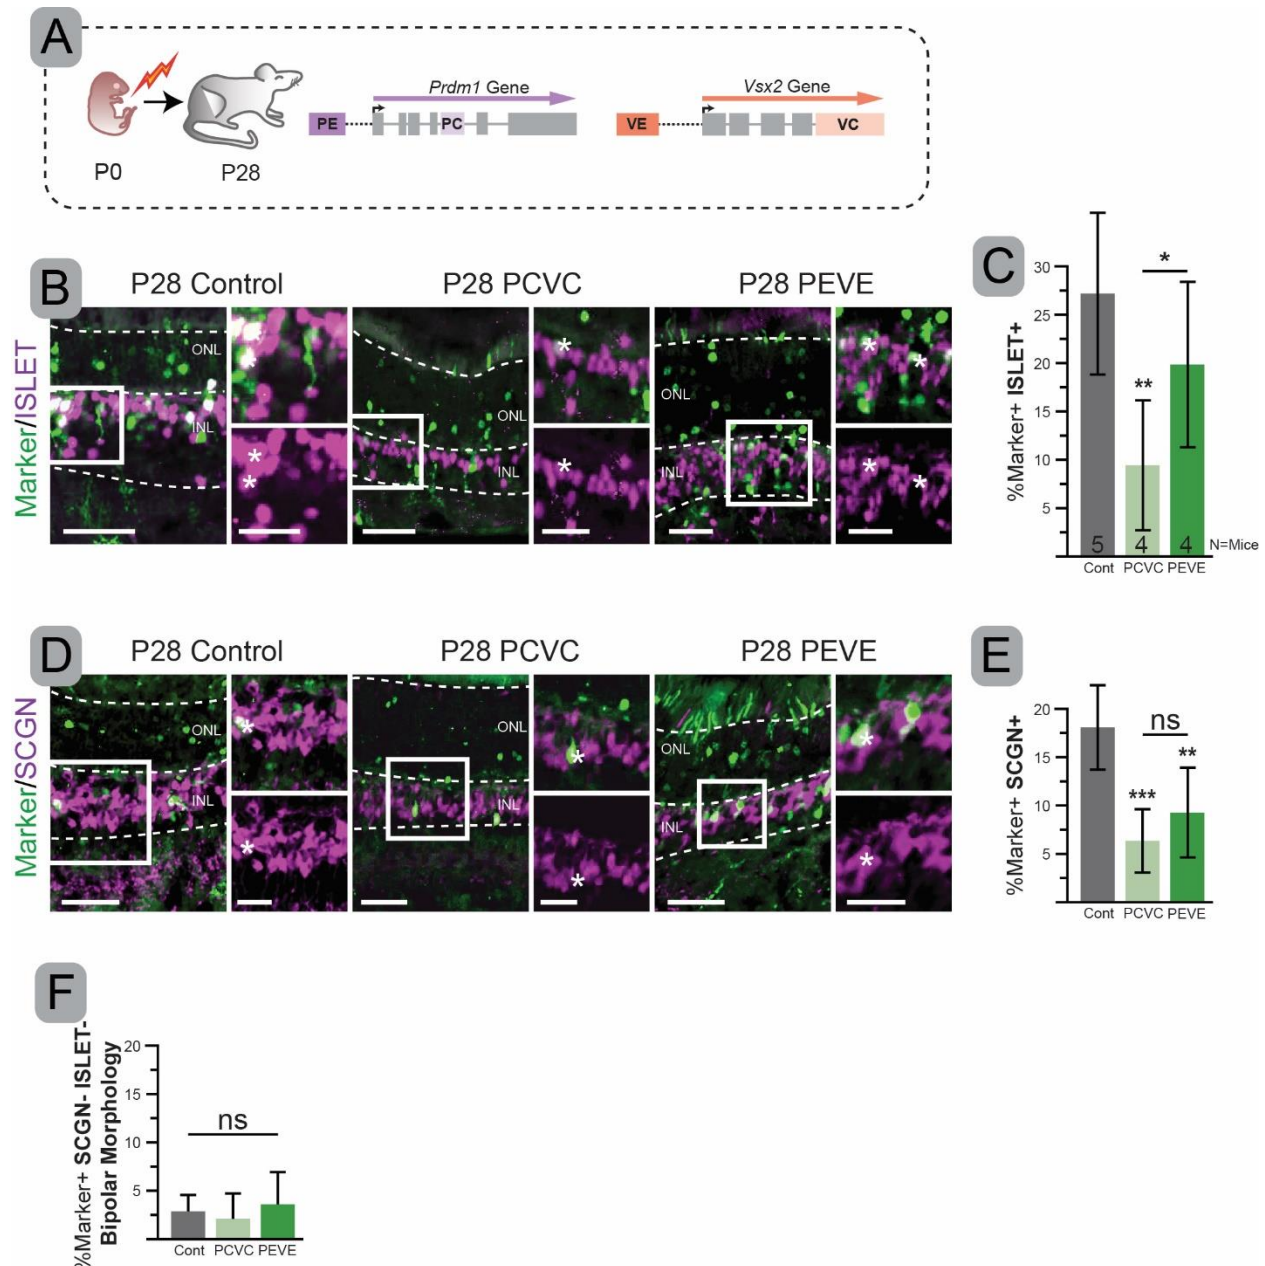 A
P0
P28
PE
Prdm1 Gene
PC
VE
Vsx2 Gene
VC
B
P28 Control
P28 PCVC
P28 PEVE
Marker/ISLET
ONL
INL
*
*
*
*
ONL
INL
*
*
ONL
INL
*
*
*
*
C
%Marker+ ISLET+
30
25
20
15
10
5
*
**
5
4
4
N=Mice
Cont
PCVC
PEVE
D
P28 Control
P28 PCVC
P28 PEVE
Marker/SCGN
ONL
INL
*
*
ONL
INL
*
*
ONL
INL
*
*
E
%Marker+ SCGN+
20
15
10
5
ns
***
**
Cont
PCVC
PEVE
F
%Marker+ SCGN- ISLET-
Bipolar Morphology
20
15
10
5
ns
Cont
PCVC
PEVE